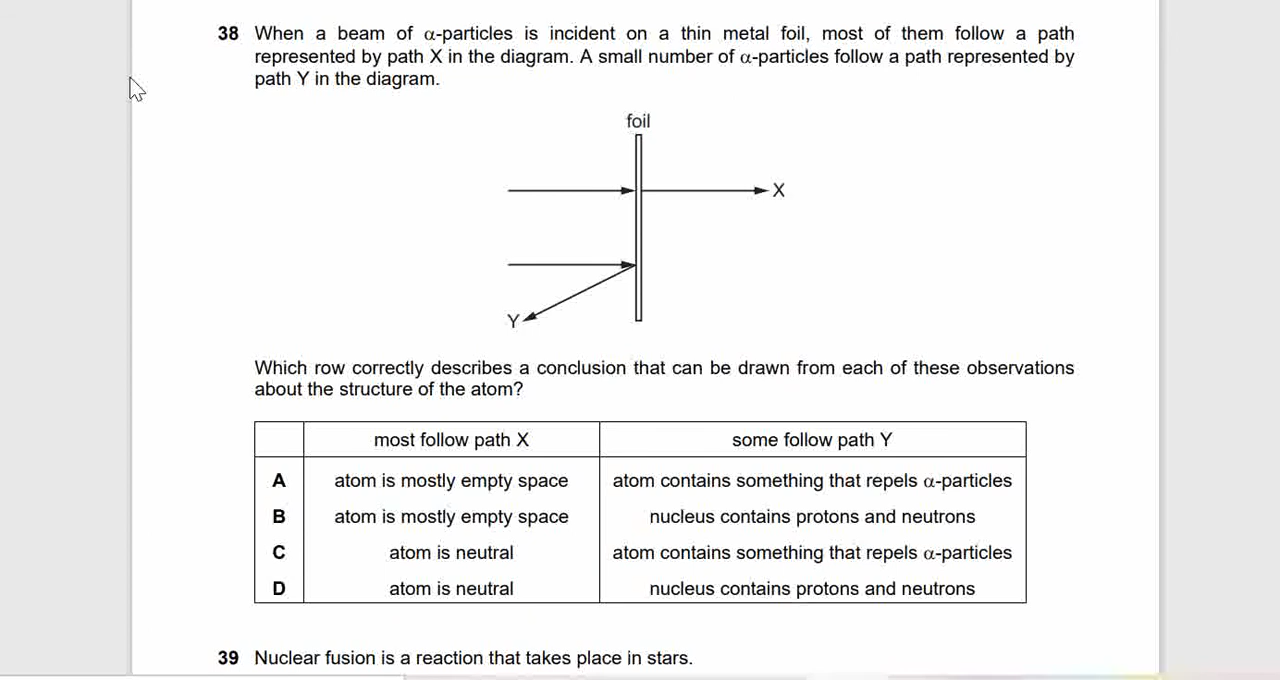 38 When a beam of α-particles is incident on a thin metal foil, most of them follow a path
represented by path X in the diagram. A small number of α-particles follow a path represented by
path Y in the diagram.
foil
X
Y
Which row correctly describes a conclusion that can be drawn from each of these observations
about the structure of the atom?
most follow path X some follow path Y
A atom is mostly empty space atom contains something that repels α-particles
B atom is mostly empty space nucleus contains protons and neutrons
C atom is neutral atom contains something that repels α-particles
D atom is neutral nucleus contains protons and neutrons
39 Nuclear fusion is a reaction that takes place in stars.